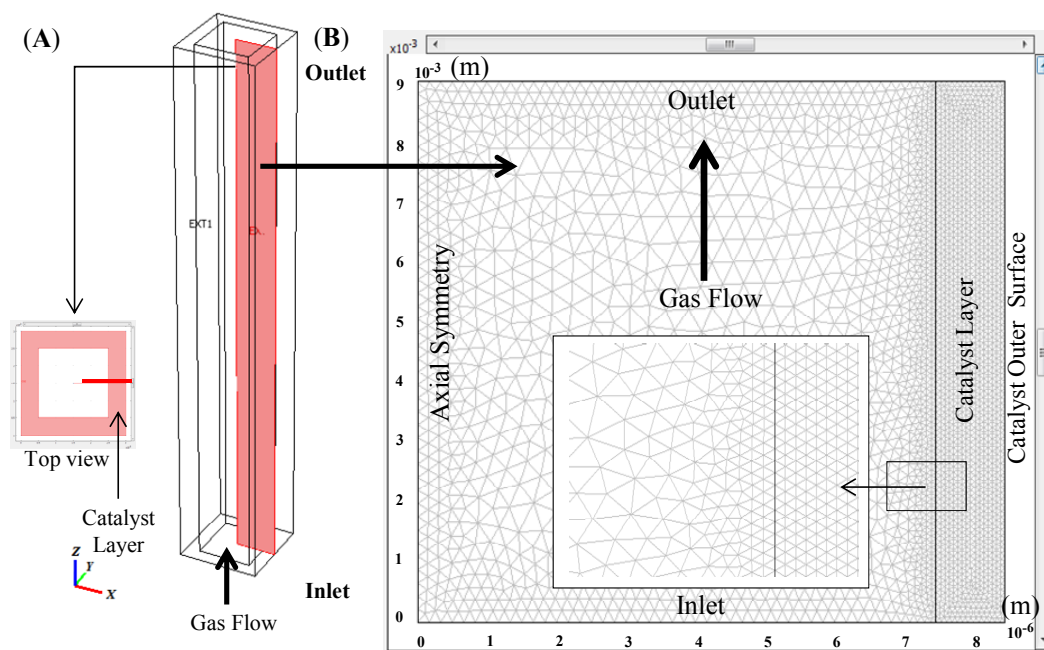 (A)
(B)
Outlet
EXT1
EX..
Top view
Catalyst
Layer
Z
Y
X
Inlet
Gas Flow
x10⁻³
10⁻³ (m)
9
8
7
6
5
4
3
2
1
0
Outlet
Gas Flow
Axial Symmetry
Catalyst Layer
Catalyst Outer Surface
Inlet
(m)
0 1 2 3 4 5 6 7 8 10⁻⁶